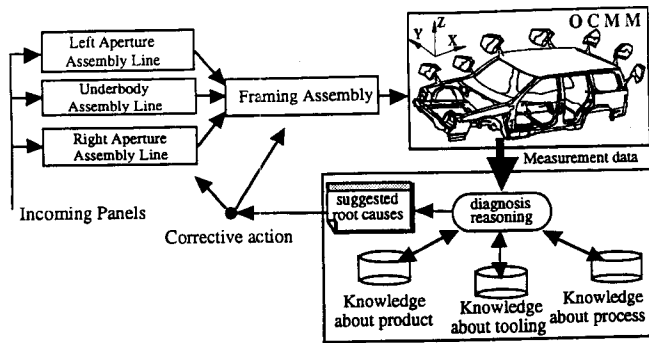 Left Aperture
Assembly Line
Underbody
Assembly Line
Right Aperture
Assembly Line
Framing Assembly
O C M M
Z
Y
X
Measurement data
Incoming Panels
Corrective action
suggested
root causes
diagnosis
reasoning
Knowledge
about product
Knowledge
about tooling
Knowledge
about process